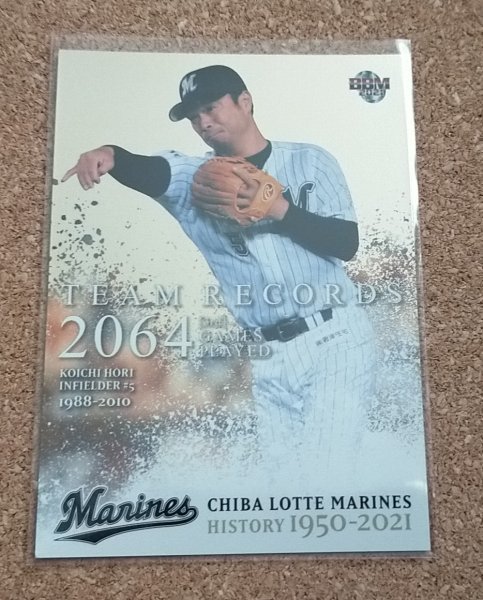 M
BBM
M
5
TEAM RECORDS
2064
GAMES
PLAYED
KOICHI HORI
INFIELDER #5
1988-2010
Marines
CHIBA LOTTE MARINES
HISTORY 1950-2021